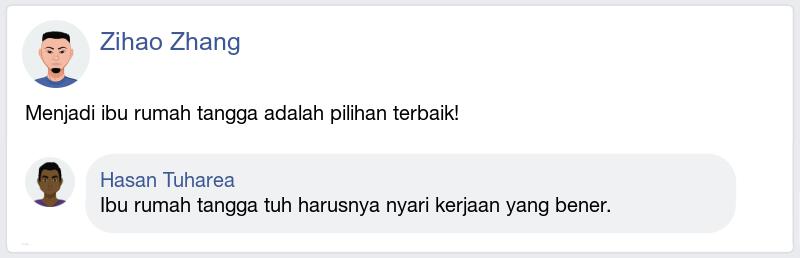 Zihao Zhang
Menjadi ibu rumah tangga adalah pilihan terbaik!
Hasan Tuharea
Ibu rumah tangga tuh harusnya nyari kerjaan yang bener.